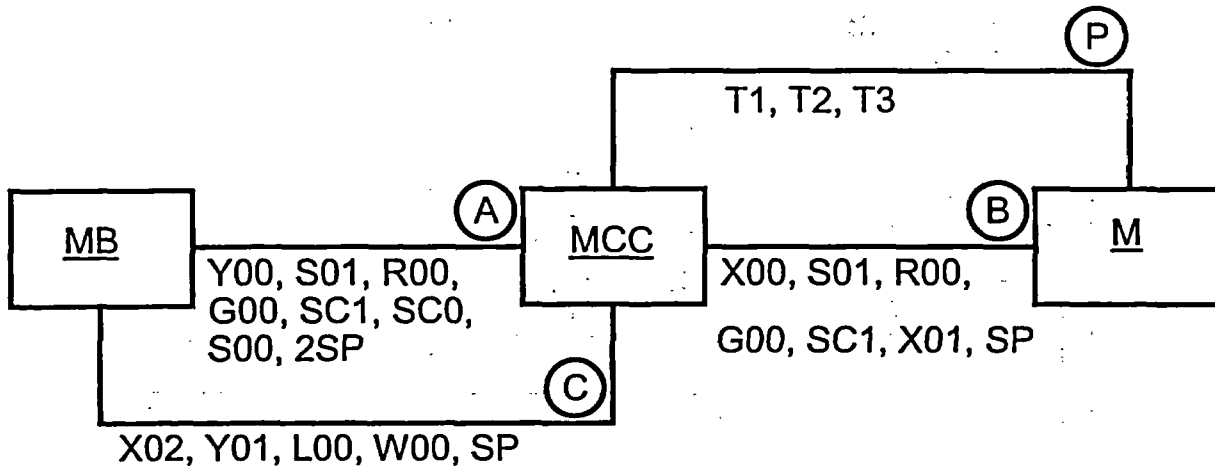 P
T1, T2, T3
A
B
MB
MCC
M
Y00, S01, R00,
G00, SC1, SC0,
S00, 2SP
X00, S01, R00,
G00, SC1, X01, SP
C
X02, Y01, L00, W00, SP